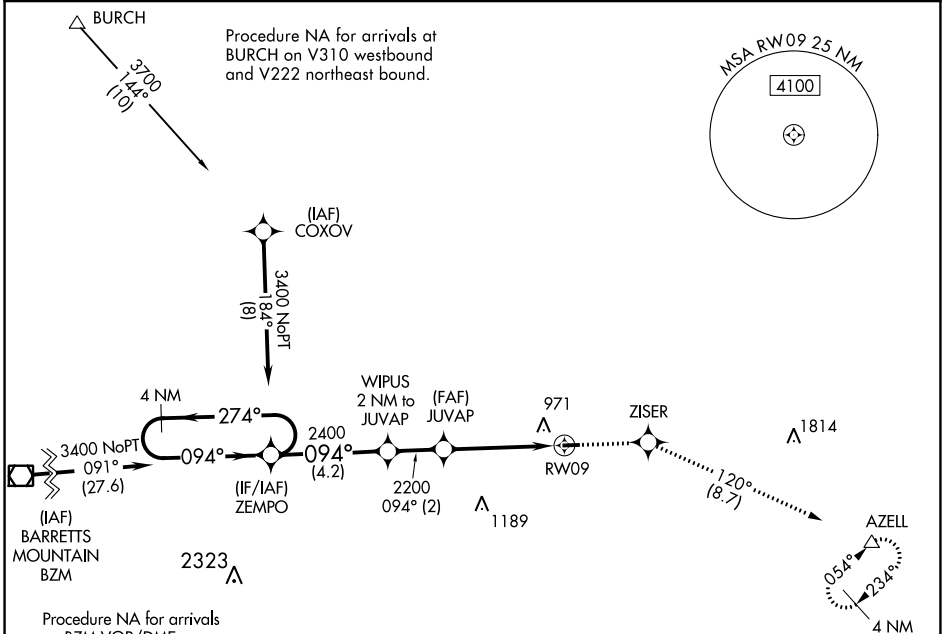 BURCH
Procedure NA for arrivals at
BURCH on V310 westbound
and V222 northeast bound.
MSA RW09 25 NM
4100
3700
144°
(10)
(IAF)
COXOV
3400 NoPT
184°
(8)
4 NM
274°
094°
3400 NoPT
091°
(27.6)
(IAF)
BARRETTS
MOUNTAIN
BZM
(IF/IAF)
ZEMPO
2400
094°
(4.2)
WIPUS
2 NM to
JUVAP
(FAF)
JUVAP
2200
094° (2)
971
RW09
ZISER
1814
1189
120°
(8.7)
AZELL
054°
234°
4 NM
2323
Procedure NA for arrivals
BZM VOR/DME